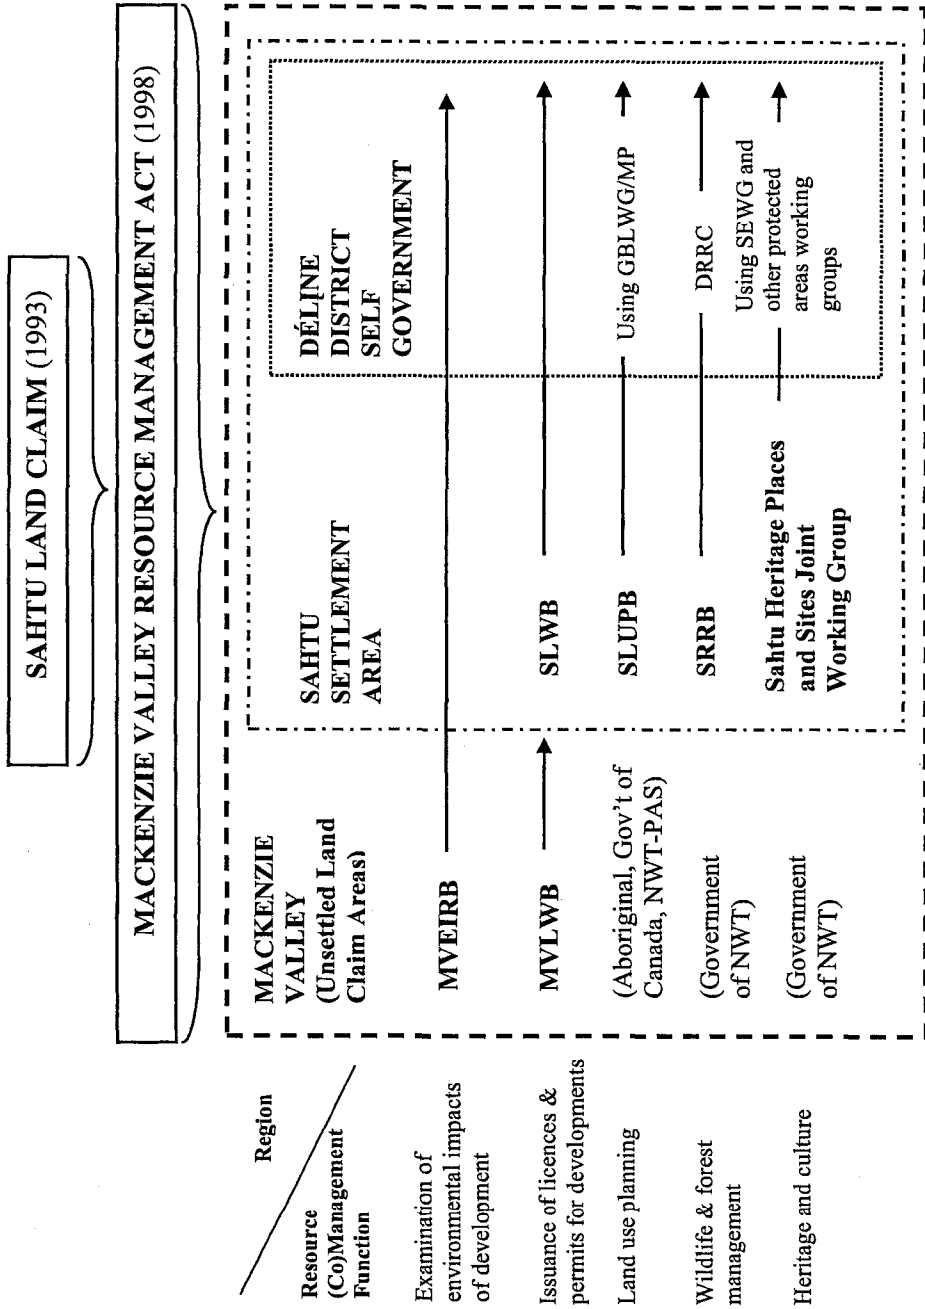 SAHTU LAND CLAIM (1993)
MACKENZIE VALLEY RESOURCE MANAGEMENT ACT (1998)
Region
Resource
(Co)Management
Function
MACKENZIE
VALLEY
(Unsettled Land
Claim Areas)
SAHTU
SETTLEMENT
AREA
DÉLĮNE
DISTRICT
SELF
GOVERNMENT
Examination of
environmental impacts
of development
MVEIRB
Issuance of licences &
permits for developments
MVLWB
SLWB
Land use planning
(Aboriginal, Gov't of
Canada, NWT-PAS)
SLUPB
Using GBLWG/MP
Wildlife & forest
management
(Government
of NWT)
SRRB
DRRC
Heritage and culture
(Government
of NWT)
Sahtu Heritage Places
and Sites Joint
Working Group
Using SEWG and
other protected
areas working
groups